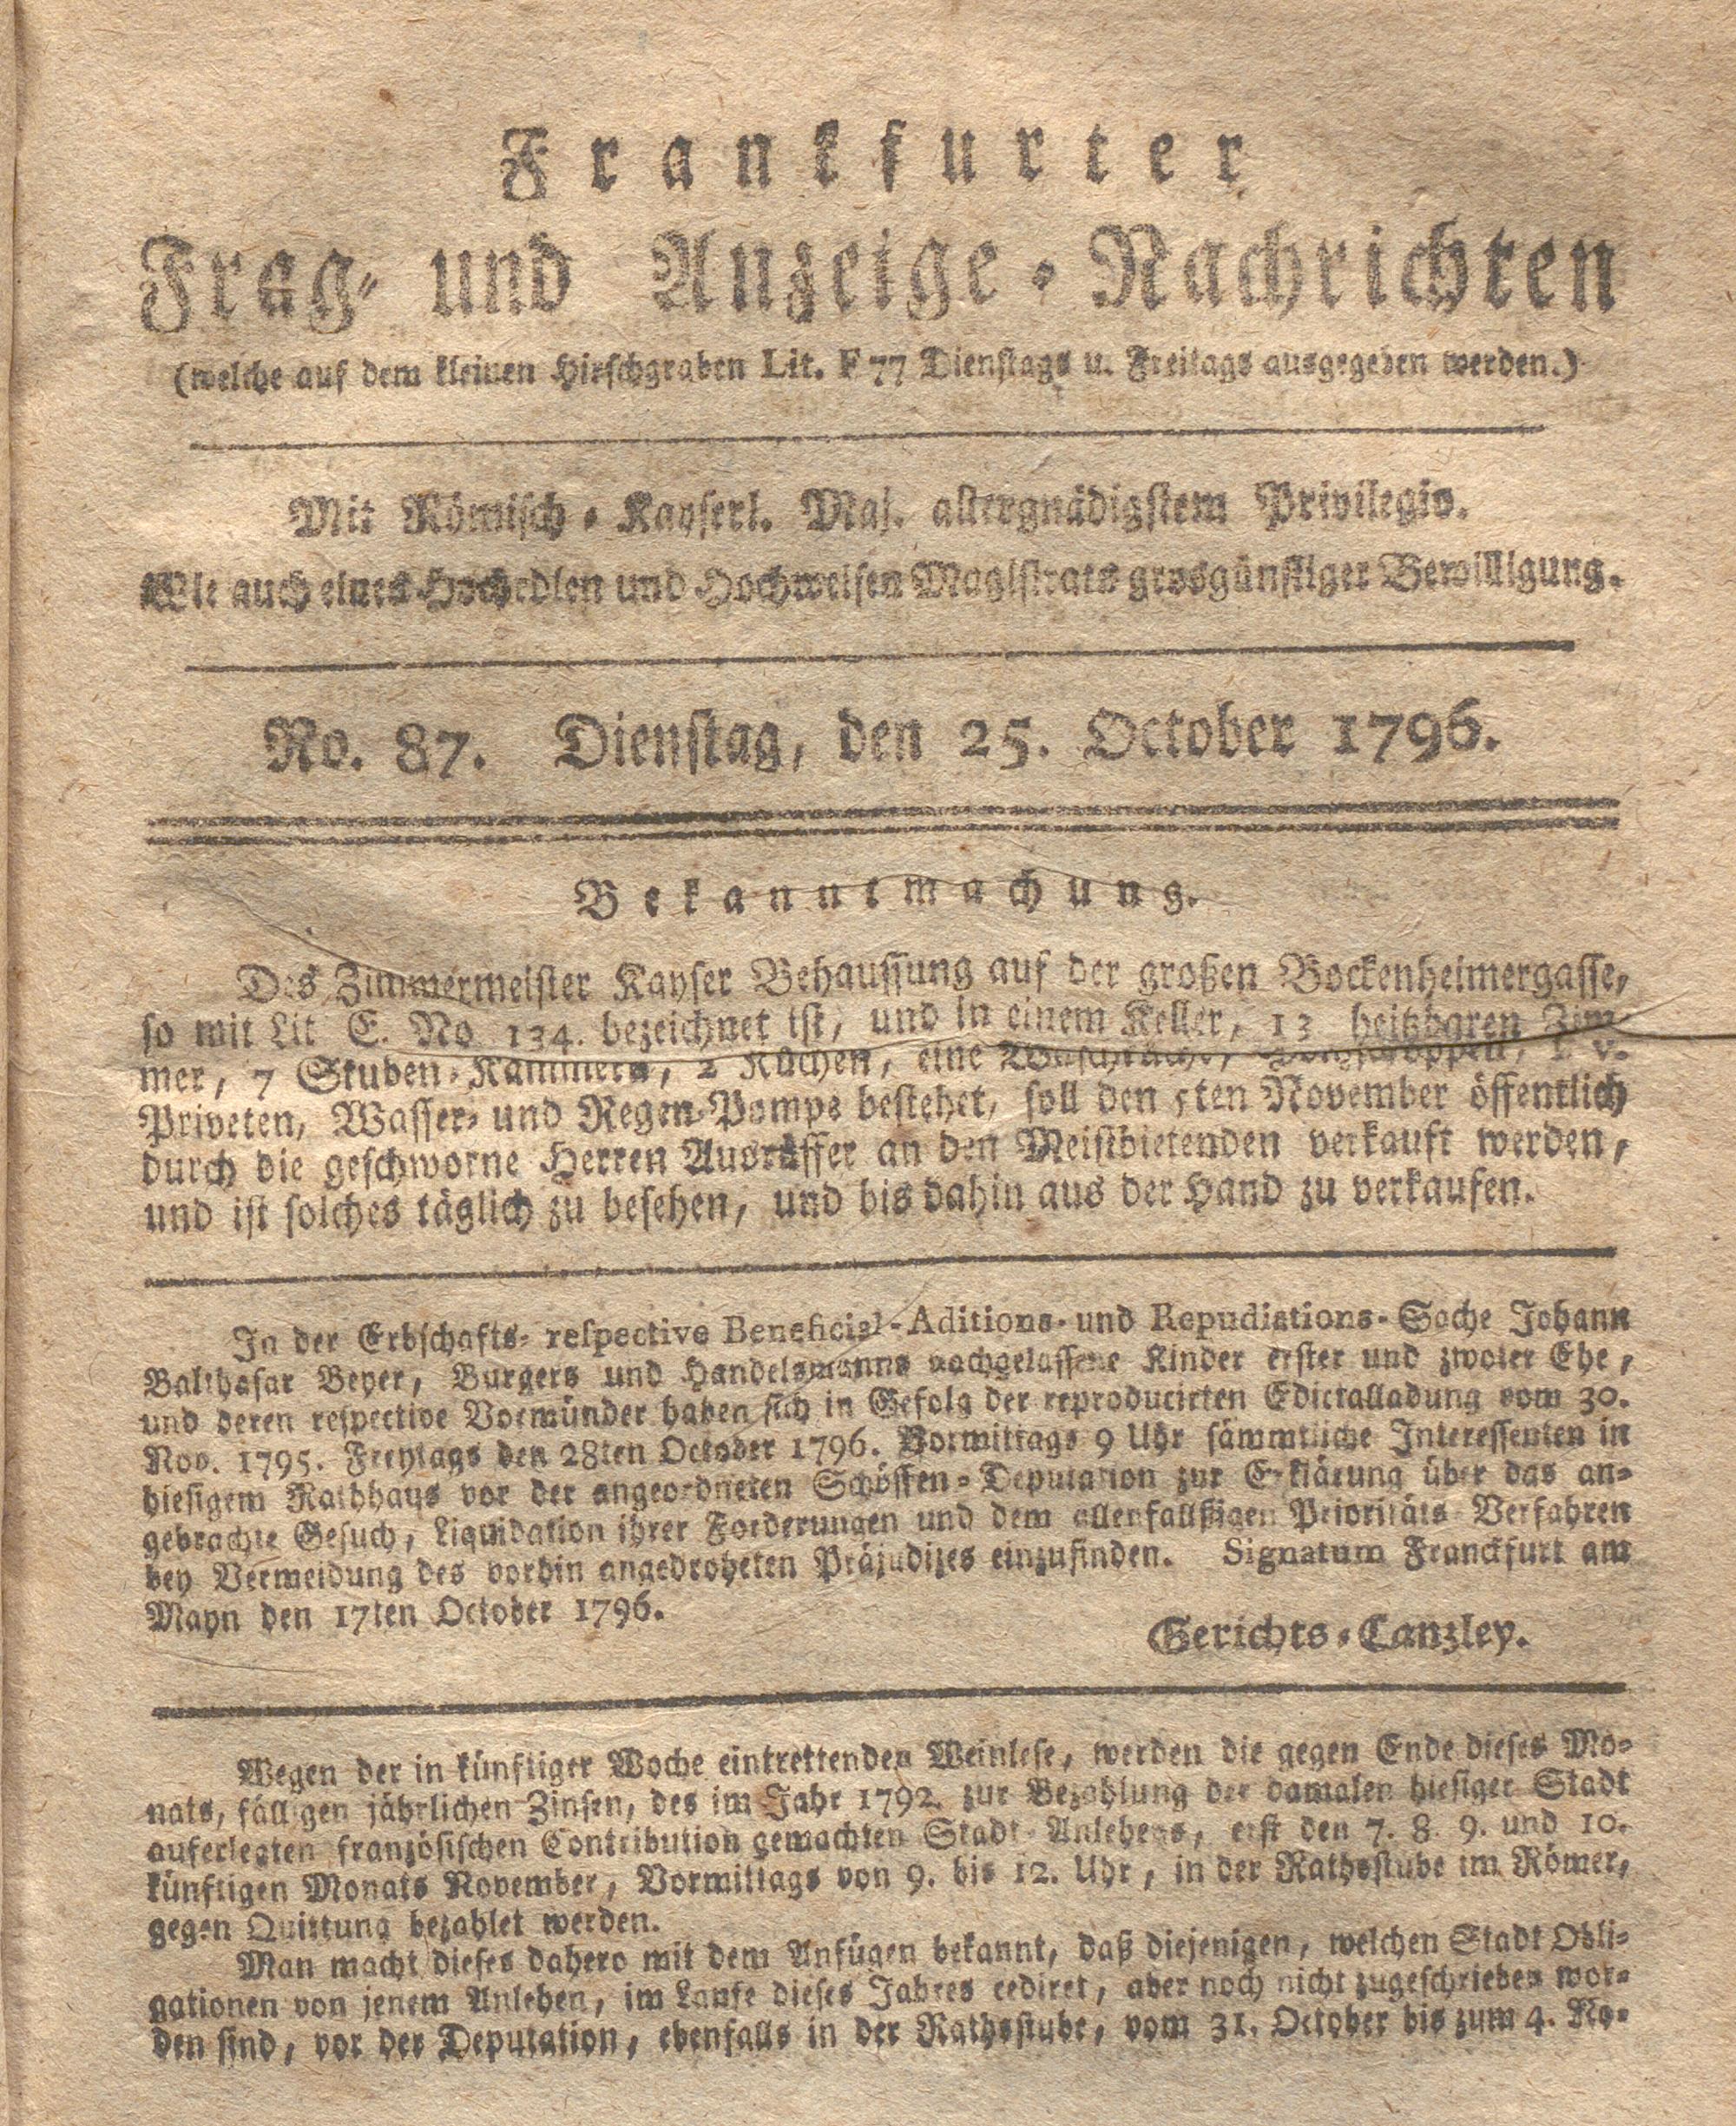 Frankfurter
Frag- und Anzeige-Nachrichten
(welche auf dem kleinen Hirschgraben Lit. F 77 Dienstags u. Freitags ausgegeben werden.)
Mit Römisch-Kayserl. Maj. allergnädigstem Privilegio.
Wie auch eines Hochedlen und Hochweisen Magistrats grosgünstiger Bewilligung.
No. 87. Dienstag, den 25. October 1796.
Bekanntmachung.
Des Zimmermeister Kayser Behaussung auf der großen Bockenheimergasse,
so mit Lit E. No 134. bezeichnet ist, und in einem Keller, 13 heitzbaren Zim-
mer, 7 Stuben-Kammern, 2 Küchen, eine Waschküche, s. v.
Priveten, Wasser- und Regen-Pompe bestehet, soll den 5ten November öffentlich
durch die geschworne Herren Ausrüffer an den Meistbietenden verkauft werden,
und ist solches täglich zu besehen, und bis dahin aus der Hand zu verkaufen.
In der Erbschafts- respective Beneficial-Aditions- und Repudiations-Sache Johann
Balthasar Beyer, Burgers und Handelsmanns nachgelassene Kinder erster und zwoter Ehe,
und deren respective Vormünder haben sich in Gefolg der reproducirten Edictalladung vom 30.
Nov. 1795. Freytags den 28ten October 1796. Vormittags 9 Uhr sämmtliche Interessenten in
hiesigem Rathhaus vor der angeordneten Schöffen-Deputation zur Erklärung über das an-
gebrachte Gesuch, Liquidation ihrer Forderungen und dem allenfallßigen Prioritäts-Verfahren
bey Vermeidung des vorhin angedroheten Präjudizes einzufinden. Signatum Franckfurt am
Mayn den 17ten October 1796.
Gerichts-Canzley.
Wegen der in künftiger Woche eintrettenden Weinlese, werden die gegen Ende dieses Mo-
nats, fälligen jährlichen Zinsen, des im Jahr 1792. zur Bezahlung der damalen hiesiger Stadt
auferlegten französischen Contribution gemachten Stadt-Anlehens, erst den 7. 8. 9. und 10.
künftigen Monats November, Vormittags von 9. bis 12. Uhr, in der Rathsstube im Römer,
gegen Quittung bezahlet werden.
Man macht dieses dahero mit dem Anfügen bekannt, daß diejenigen, welchen Stadt Obli-
gationen von jenem Anlehen, im Laufe dieses Jahres cediret, aber noch nicht zugeschrieben wor-
den sind, vor der Deputation, ebenfalls in der Rathsstube, vom 31. October bis zum 4. No-